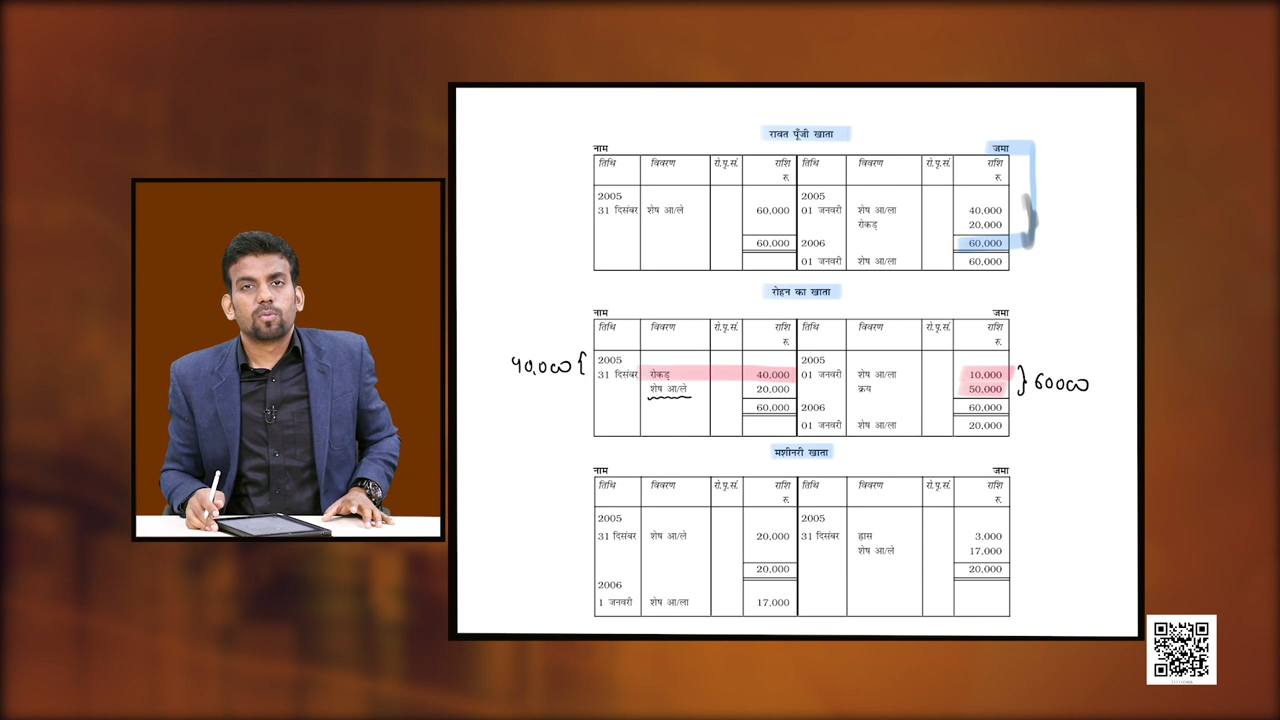 रावत पूँजी खाता
नाम जमा
तिथि विवरण रो.पृ.सं. राशि तिथि विवरण रो.पृ.सं. राशि
रु. रु.
2005 2005
31 दिसंबर शेष आ/ले 60,000 01 जनवरी शेष आ/ला 40,000
रोकड़ 20,000
60,000 2006 60,000
01 जनवरी शेष आ/ला 60,000
रोहन का खाता
नाम जमा
तिथि विवरण रो.पृ.सं. राशि तिथि विवरण रो.पृ.सं. राशि
रु. रु.
2005 2005
40,000 31 दिसंबर रोकड़ 40,000 01 जनवरी शेष आ/ला 10,000 60000
शेष आ/ले 20,000 क्रय 50,000
60,000 2006 60,000
01 जनवरी शेष आ/ला 20,000
मशीनरी खाता
नाम जमा
तिथि विवरण रो.पृ.सं. राशि तिथि विवरण रो.पृ.सं. राशि
रु. रु.
2005 2005
31 दिसंबर शेष आ/ले 20,000 31 दिसंबर ह्रास 3,000
शेष आ/ले 17,000
20,000 20,000
2006
1 जनवरी शेष आ/ला 17,000